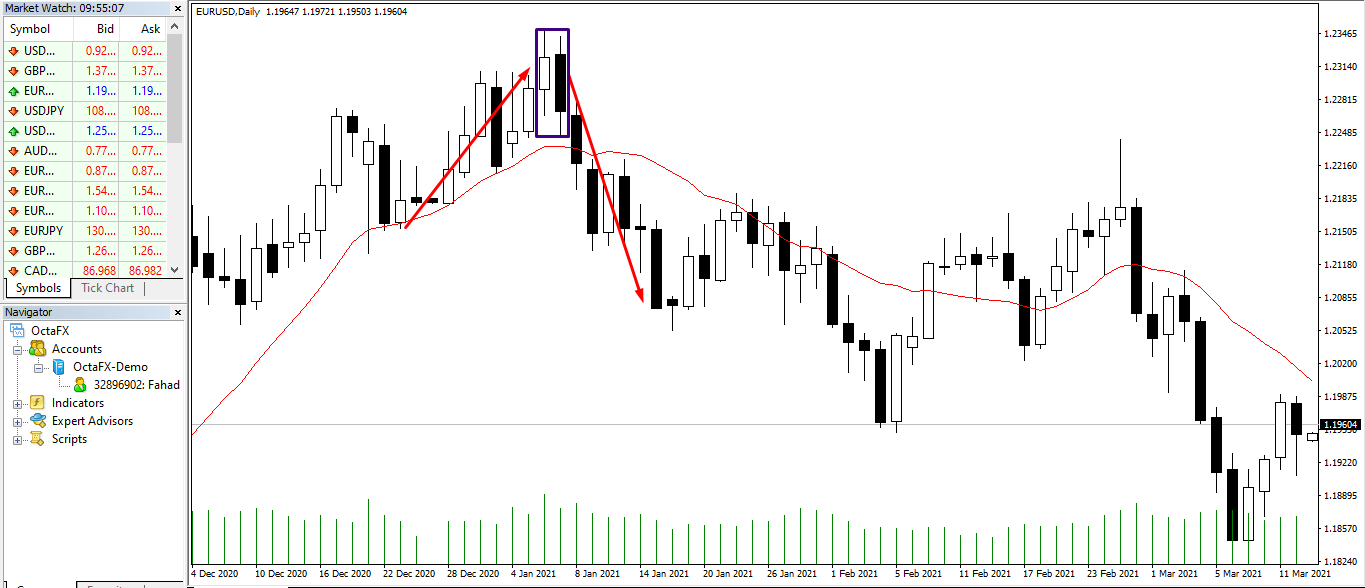 Market Watch: 09:55:07
Symbol Bid Ask
USD... 0.92... 0.92...
GBP... 1.37... 1.37...
EUR... 1.19... 1.19...
USDJPY 108.... 108....
USD... 1.25... 1.25...
AUD... 0.77... 0.77...
EUR... 0.87... 0.87...
EUR... 1.54... 1.54...
EUR... 1.10... 1.10...
EURJPY 130.... 130....
GBP... 1.26... 1.26...
CAD... 86.968 86.982
Symbols Tick Chart
Navigator
OctaFX
Accounts
OctaFX-Demo
32896902: Fahad
Indicators
Expert Advisors
Scripts
EURUSD,Daily 1.19647 1.19721 1.19503 1.19604
1.23465
1.23140
1.22815
1.22485
1.22160
1.21835
1.21505
1.21180
1.20855
1.20525
1.20200
1.19875
1.19604
1.19220
1.18895
1.18570
1.18240
4 Dec 2020 10 Dec 2020 16 Dec 2020 22 Dec 2020 28 Dec 2020 4 Jan 2021 8 Jan 2021 14 Jan 2021 20 Jan 2021 26 Jan 2021 1 Feb 2021 5 Feb 2021 11 Feb 2021 17 Feb 2021 23 Feb 2021 1 Mar 2021 5 Mar 2021 11 Mar 2021